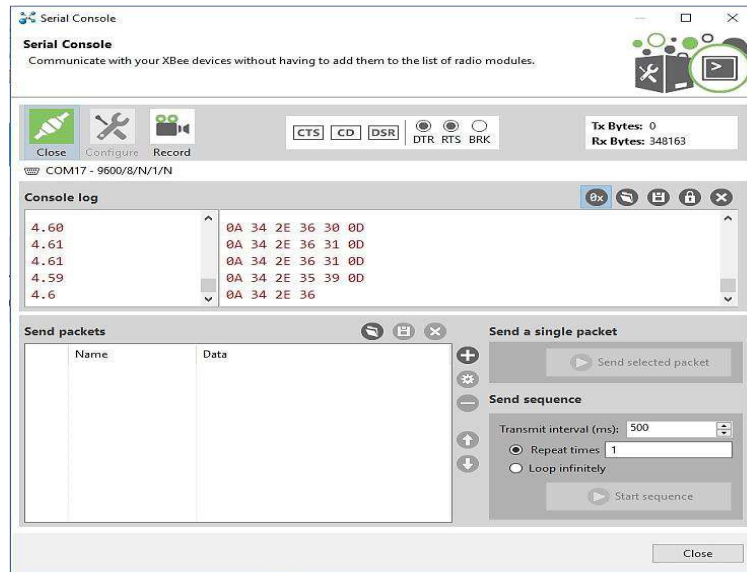 Serial Console
Serial Console
Communicate with your XBee devices without having to add them to the list of radio modules.
Close Configure Record
CTS CD DSR DTR RTS BRK
Tx Bytes: 0
Rx Bytes: 348163
COM17 - 9600/8/N/1/N
Console log
0x
4.60 0A 34 2E 36 30 0D
4.61 0A 34 2E 36 31 0D
4.61 0A 34 2E 36 31 0D
4.59 0A 34 2E 35 39 0D
4.6 0A 34 2E 36
Send packets
Name Data
Send a single packet
Send selected packet
Send sequence
Transmit interval (ms): 500
Repeat times 1
Loop infinitely
Start sequence
Close